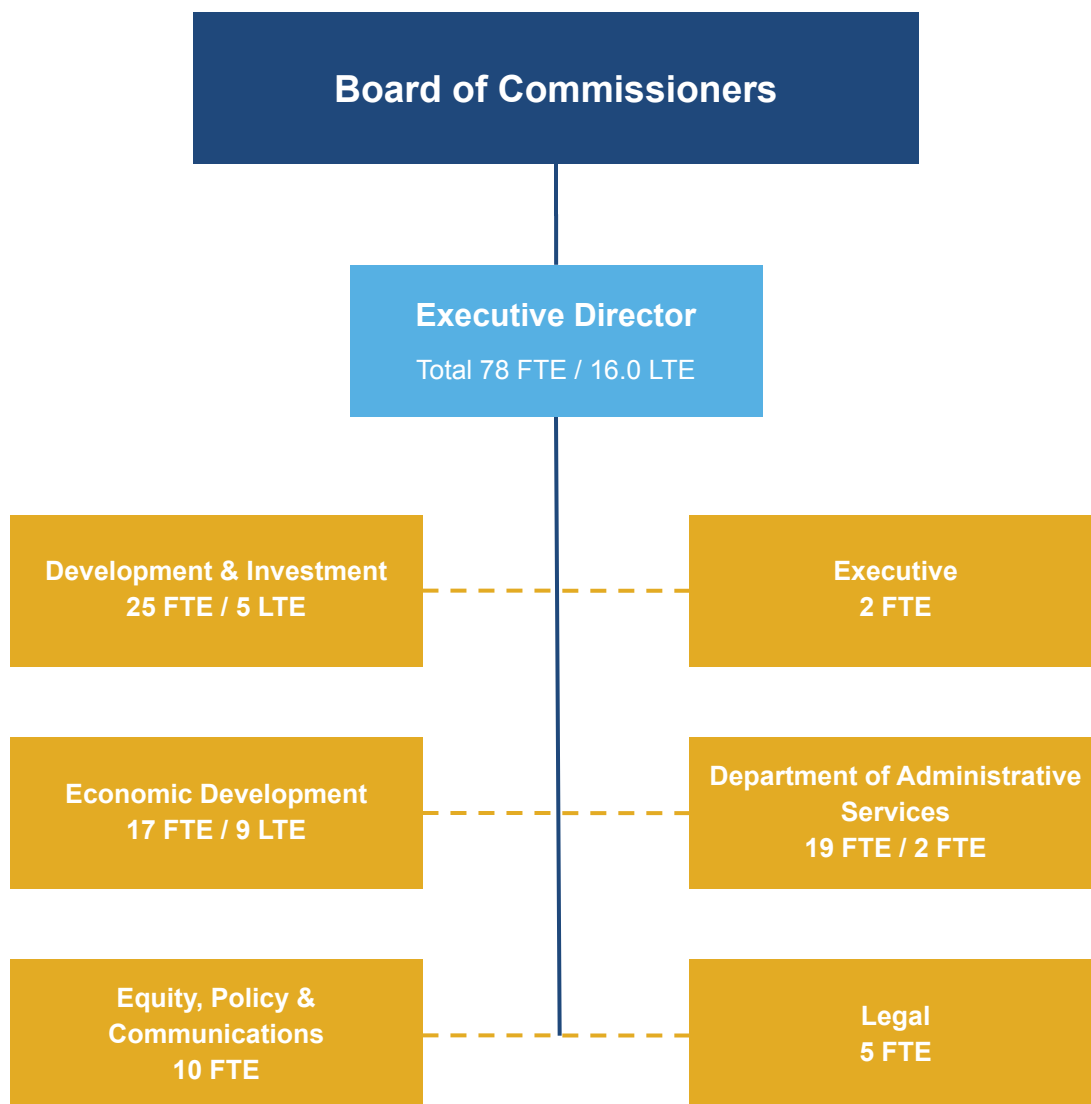 Board of Commissioners
Executive Director
Total 78 FTE / 16.0 LTE
Development & Investment
25 FTE / 5 LTE
Executive
2 FTE
Economic Development
17 FTE / 9 LTE
Department of Administrative
Services
19 FTE / 2 FTE
Equity, Policy &
Communications
10 FTE
Legal
5 FTE